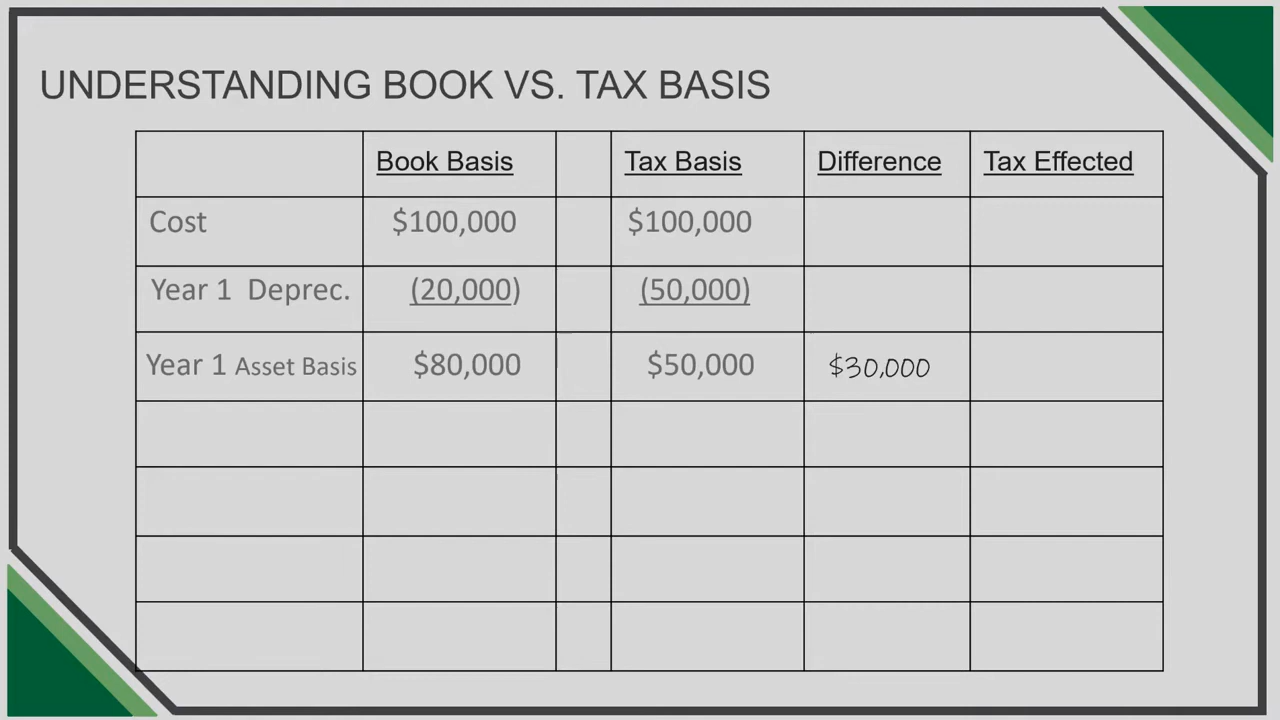 UNDERSTANDING BOOK VS. TAX BASIS
Book Basis Tax Basis Difference Tax Effected
Cost $100,000 $100,000
Year 1 Deprec. (20,000) (50,000)
Year 1 Asset Basis $80,000 $50,000 $30,000